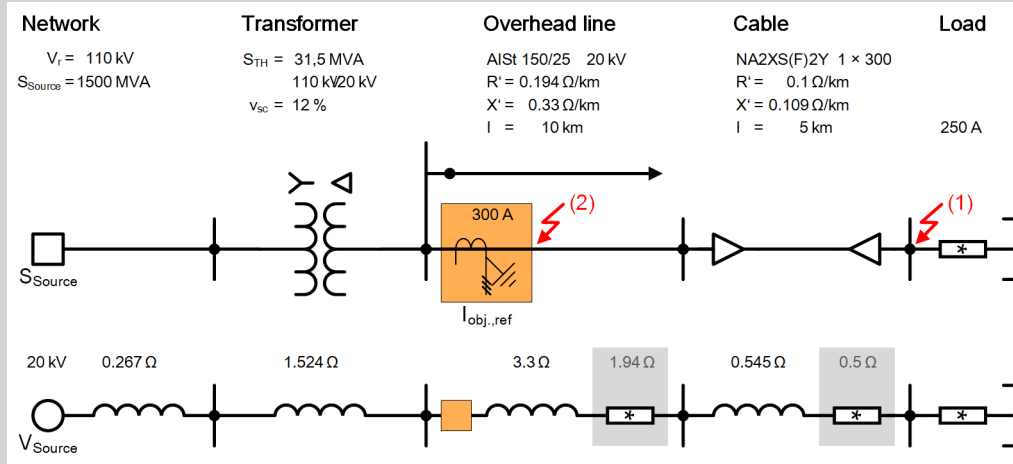 Network
Transformer
Overhead line
Cable
Load
Vr = 110 kV
SSource = 1500 MVA
STH = 31,5 MVA
110 kV/20 kV
vsc = 12 %
AlSt 150/25 20 kV
R' = 0.194 Ω/km
X' = 0.33 Ω/km
l = 10 km
NA2XS(F)2Y 1 × 300
R' = 0.1 Ω/km
X' = 0.109 Ω/km
l = 5 km
250 A
300 A
(2)
(1)
*
SSource
Iobj.,ref
20 kV
0.267 Ω
1.524 Ω
3.3 Ω
1.94 Ω
0.545 Ω
0.5 Ω
*
*
*
VSource